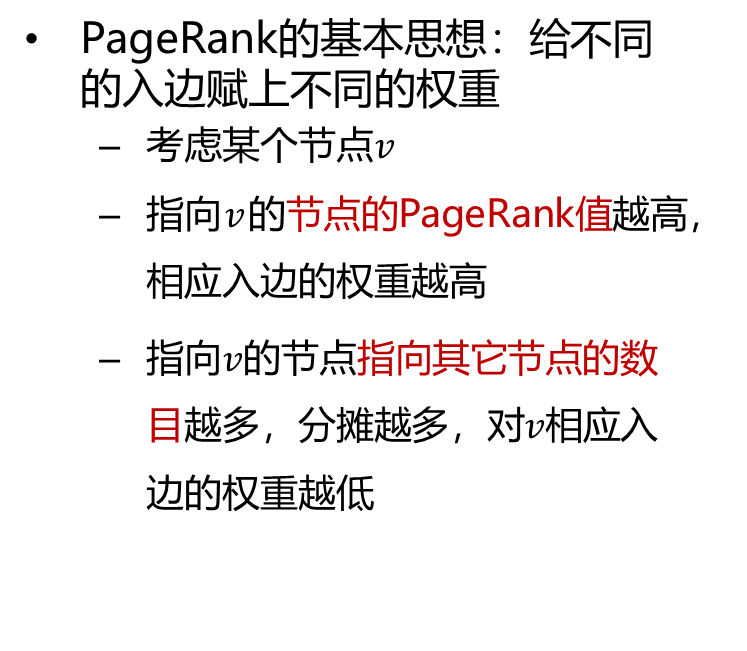 • PageRank的基本思想：给不同
的入边赋上不同的权重
– 考虑某个节点v
– 指向v的节点的PageRank值越高，
相应入边的权重越高
– 指向v的节点指向其它节点的数
目越多，分摊越多，对v相应入
边的权重越低